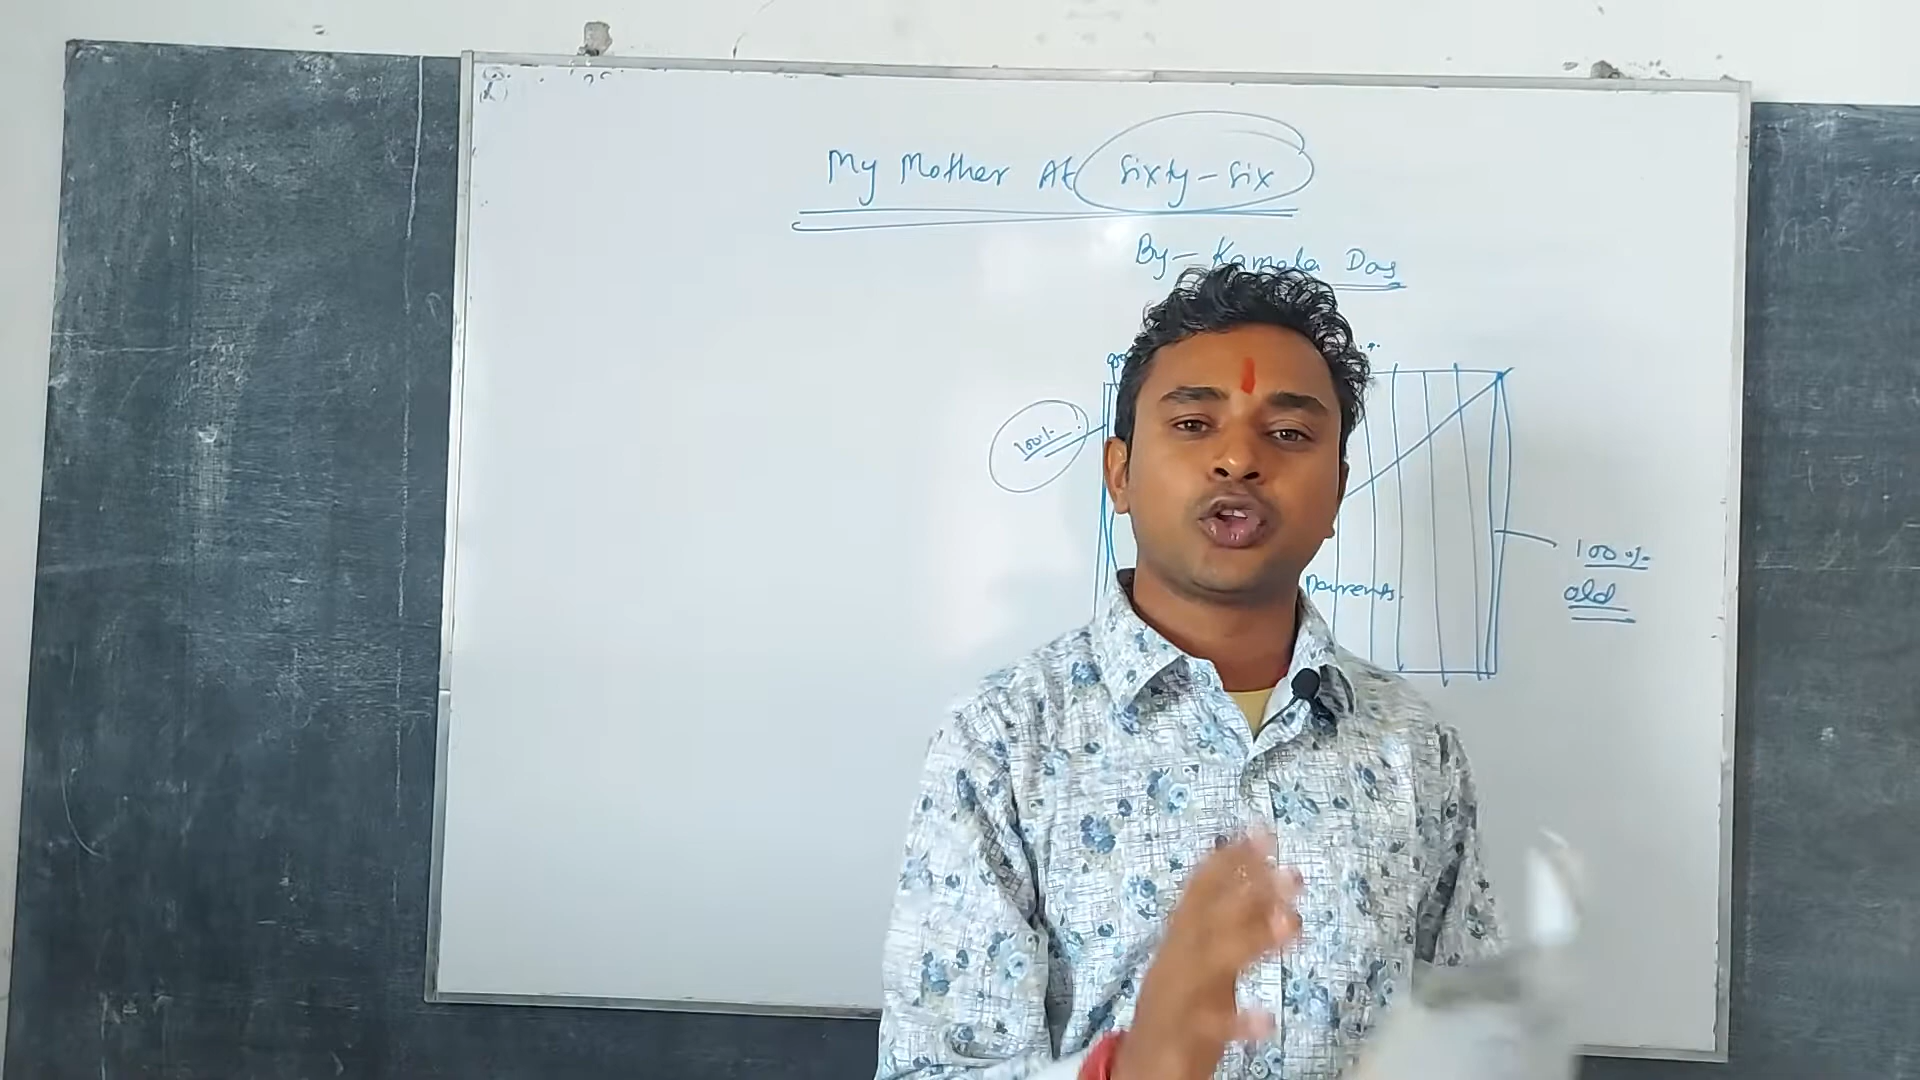 My Mother At Sixty-Six
By- Kamala Das
100%
parents.
100%
old